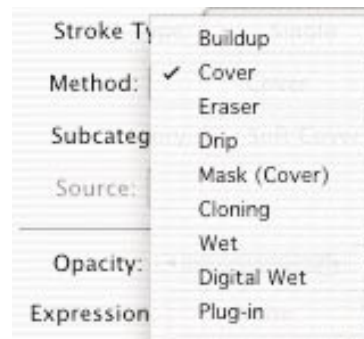 Stroke Ty
Buildup
Method:
✓ Cover
Eraser
Subcateg
Drip
Mask (Cover)
Source:
Cloning
Wet
Opacity:
Digital Wet
Expression
Plug-in